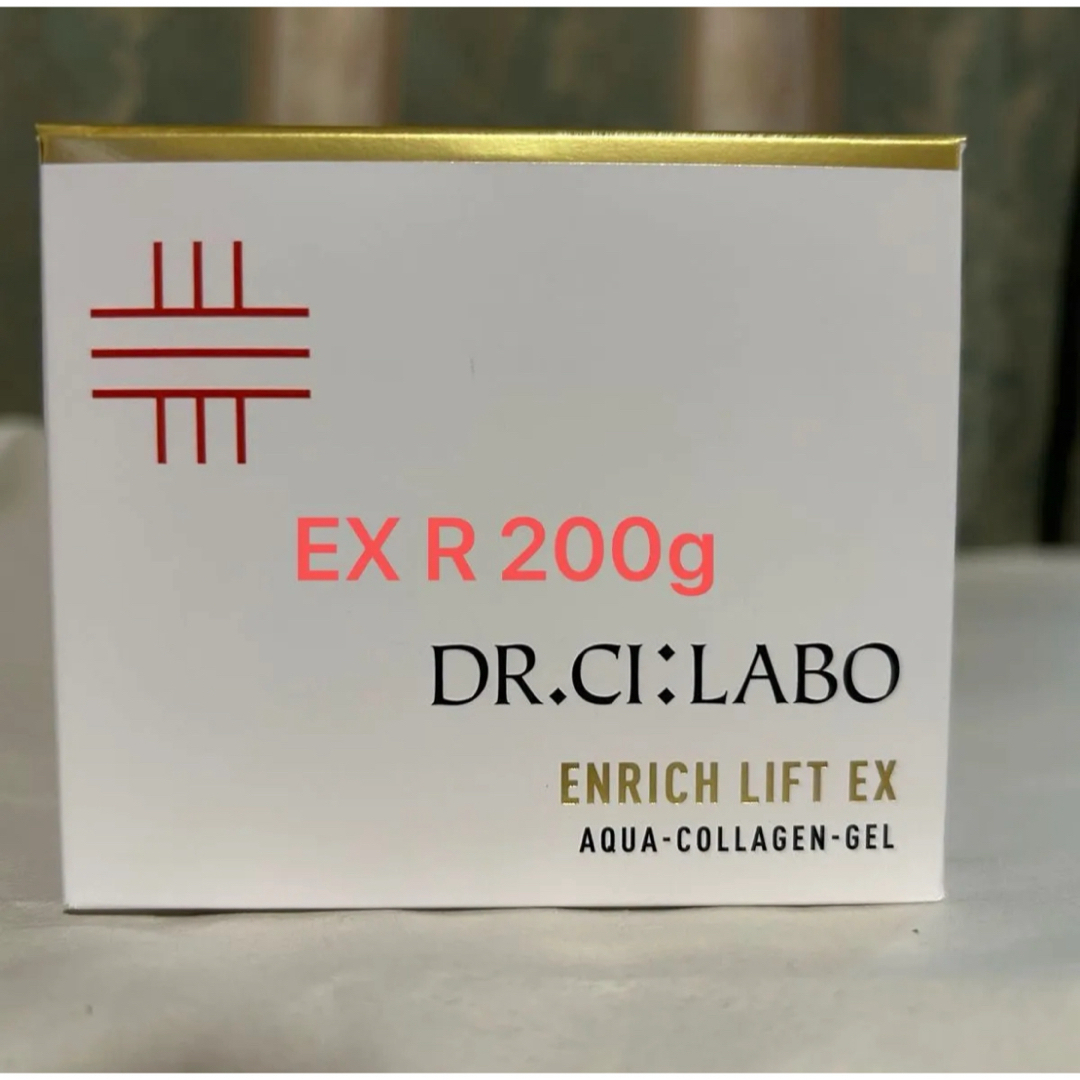 EX R 200g
DR.CI:LABO
ENRICH LIFT EX
AQUA-COLLAGEN-GEL